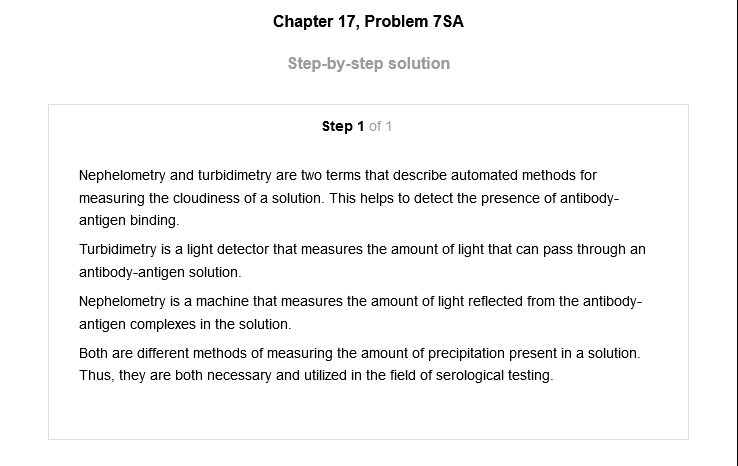 Chapter 17, Problem 7SA
Step-by-step solution
Step 1 of 1
Nephelometry and turbidimetry are two terms that describe automated methods for
measuring the cloudiness of a solution. This helps to detect the presence of antibody-
antigen binding.
Turbidimetry is a light detector that measures the amount of light that can pass through an
antibody-antigen solution.
Nephelometry is a machine that measures the amount of light reflected from the antibody-
antigen complexes in the solution.
Both are different methods of measuring the amount of precipitation present in a solution.
Thus, they are both necessary and utilized in the field of serological testing.